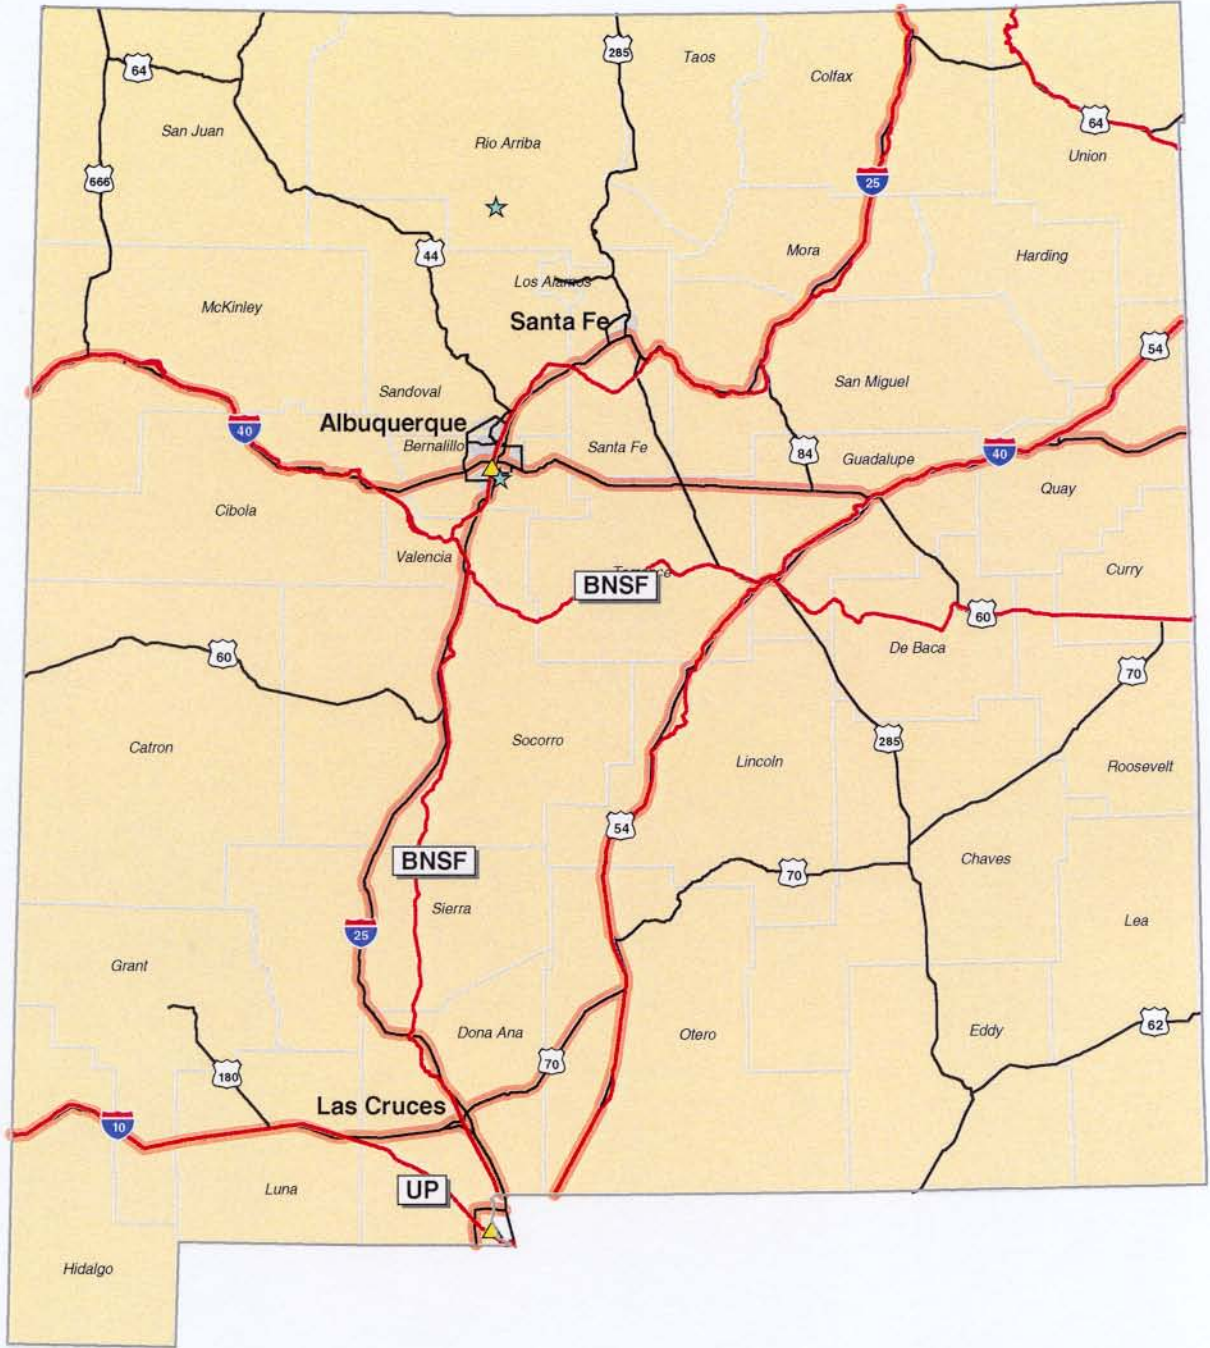 285
Taos
64
Colfax
San Juan
64
Rio Arriba
Union
666
25
44
Mora
Harding
Los Alamos
McKinley
Santa Fe
54
Sandoval
San Miguel
Albuquerque
40
Bernalillo
Santa Fe
84
Guadalupe
40
Quay
Cibola
Valencia
Torrance
Curry
BNSF
60
De Baca
60
70
Catron
Socorro
285
Lincoln
Roosevelt
54
BNSF
Chaves
70
Sierra
Lea
25
Grant
Dona Ana
Otero
Eddy
62
70
180
Las Cruces
10
Luna
UP
Hidalgo